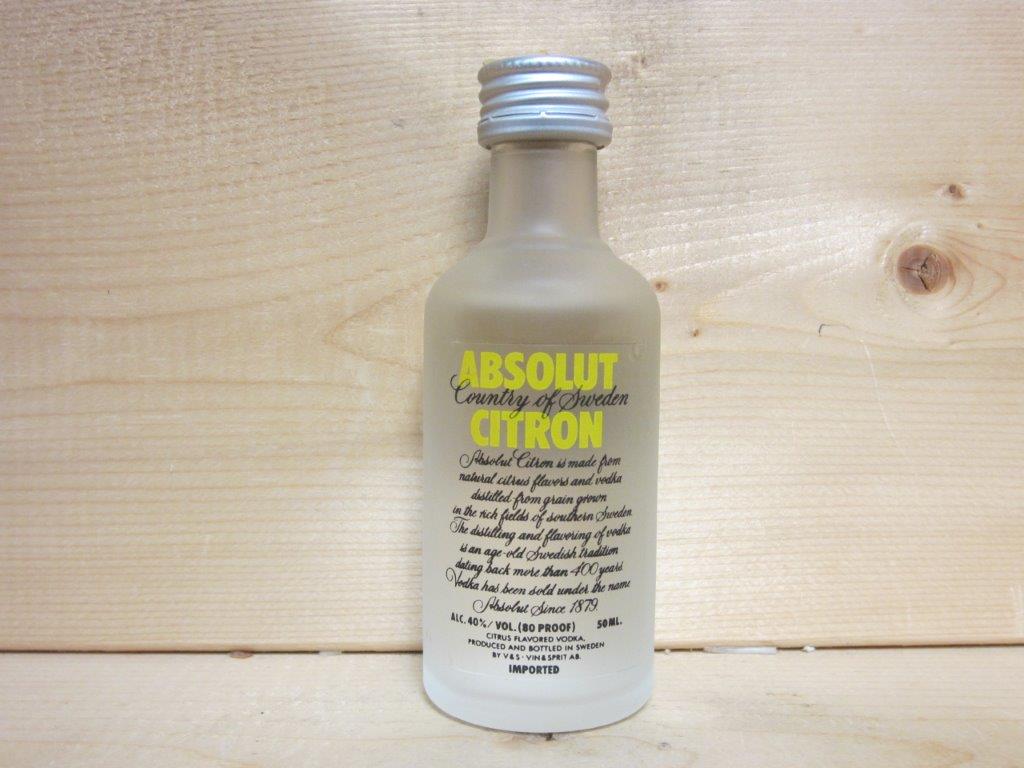 ABSOLUT
Country of Sweden
CITRON
Absolut Citron is made from
natural citrus flavors and vodka
distilled from grain grown
in the rich fields of southern Sweden.
The distilling and flavoring of vodka
is an age-old Swedish tradition
dating back more than 400 years.
Vodka has been sold under the name
Absolut Since 1879.
ALC. 40%/VOL. (80 PROOF) 50ML.
CITRUS FLAVORED VODKA,
PRODUCED AND BOTTLED IN SWEDEN
BY V&S · VIN&SPRIT AB.
IMPORTED